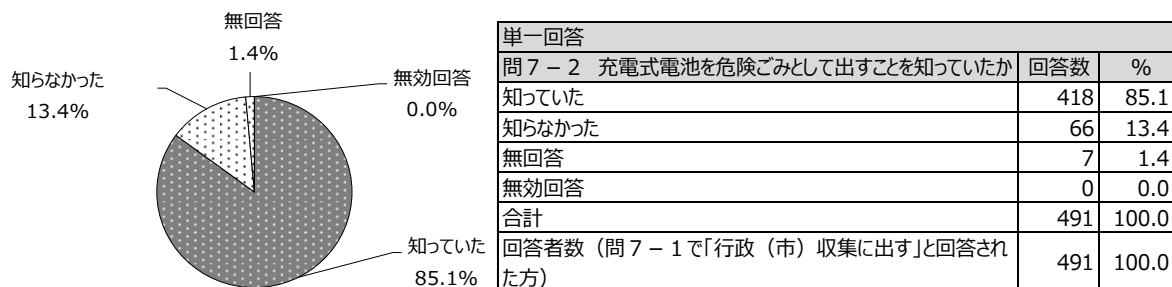 無回答
1.4%
知らなかった
13.4%
無効回答
0.0%
知っていた
85.1%
単一回答
問7－2　充電式電池を危険ごみとして出すことを知っていたか 回答数 %
知っていた 418 85.1
知らなかった 66 13.4
無回答 7 1.4
無効回答 0 0.0
合計 491 100.0
回答者数（問7－1で「行政（市）収集に出す」と回答され
た方） 491 100.0